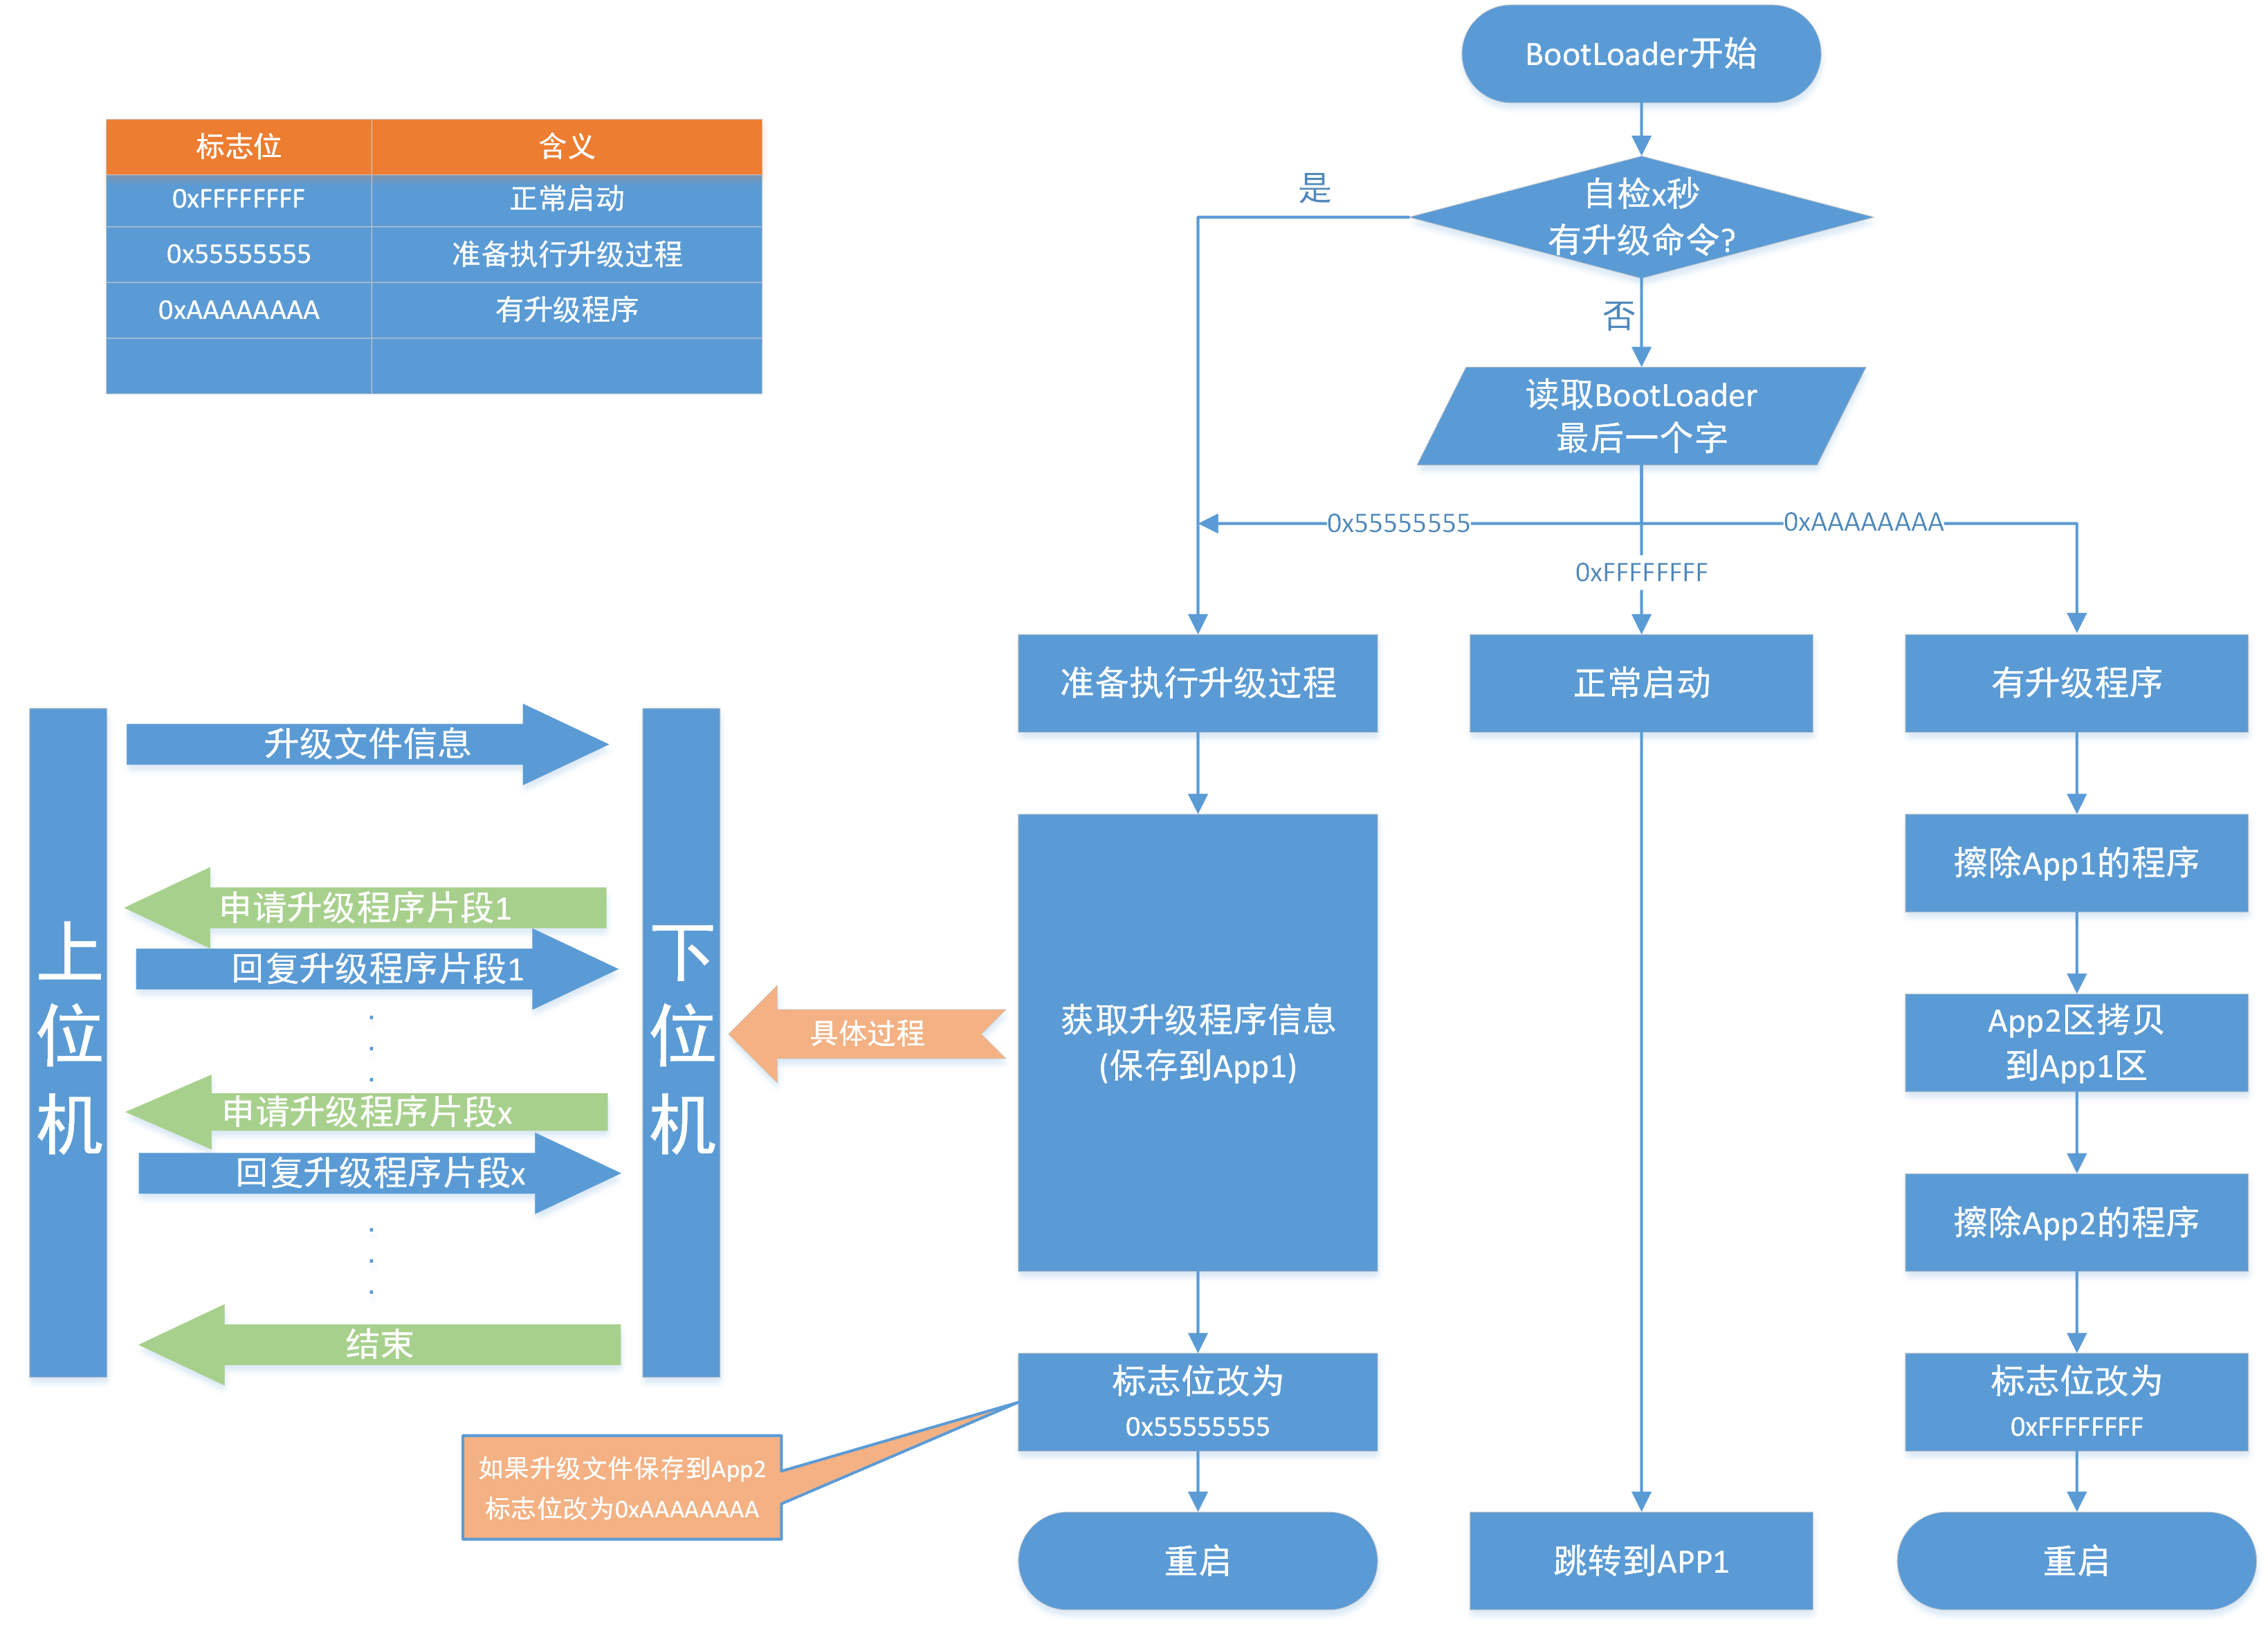 BootLoader开始
标志位 含义
0xFFFFFFFF 正常启动
0x55555555 准备执行升级过程
0xAAAAAAAA 有升级程序
自检x秒
有升级命令?
是
否
读取BootLoader
最后一个字
0x55555555
0xFFFFFFFF
0xAAAAAAAA
准备执行升级过程
正常启动
有升级程序
上位机
升级文件信息
申请升级程序片段1
回复升级程序片段1
.
.
.
申请升级程序片段x
回复升级程序片段x
.
.
.
结束
下位机
具体过程
获取升级程序信息
(保存到App1)
擦除App1的程序
App2区拷贝
到App1区
擦除App2的程序
标志位改为
0x55555555
标志位改为
0xFFFFFFFF
如果升级文件保存到App2
标志位改为0xAAAAAAAA
重启
跳转到APP1
重启